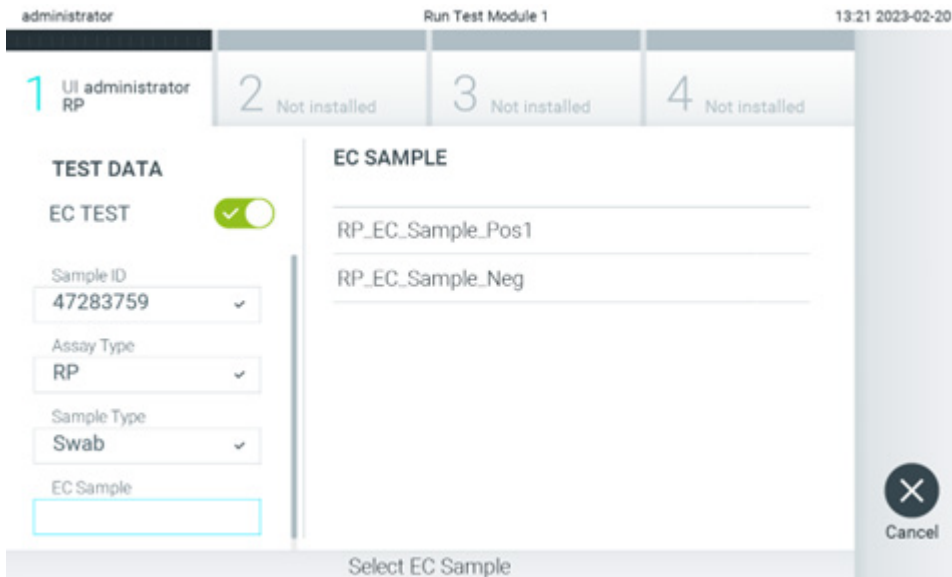 administrator
Run Test Module 1
13:21 2023-02-20
1 UI administrator
RP
2 Not installed
3 Not installed
4 Not installed
TEST DATA
EC TEST
Sample ID
47283759
Assay Type
RP
Sample Type
Swab
EC Sample
EC SAMPLE
RP_EC_Sample_Pos1
RP_EC_Sample_Neg
Cancel
Select EC Sample